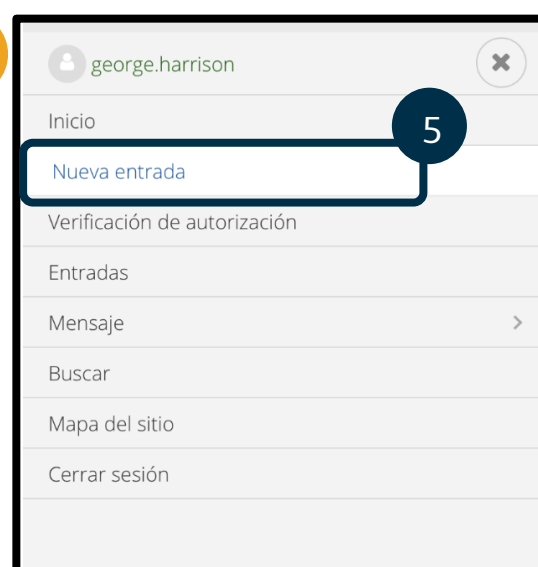 george.harrison
Inicio
5
Nueva entrada
Verificación de autorización
Entradas
Mensaje
Buscar
Mapa del sitio
Cerrar sesión